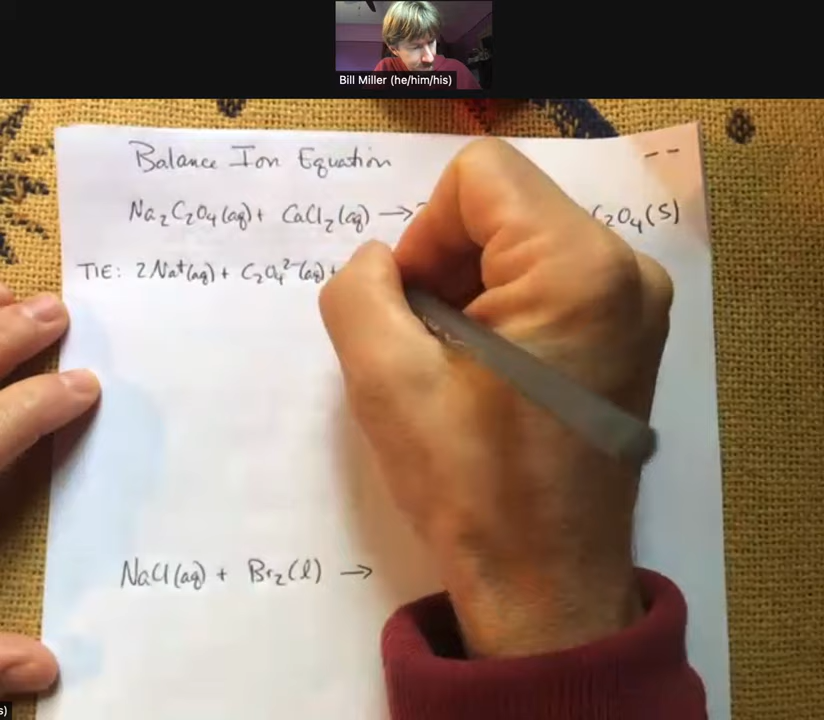 Bill Miller (he/him/his)
Balance Ion Equation
Na₂C₂O₄(aq) + CaCl₂(aq) → C₂O₄(s)
TIE: 2Na⁺(aq) + C₂O₄²⁻(aq) +
NaCl(aq) + Br₂(l) →
s)